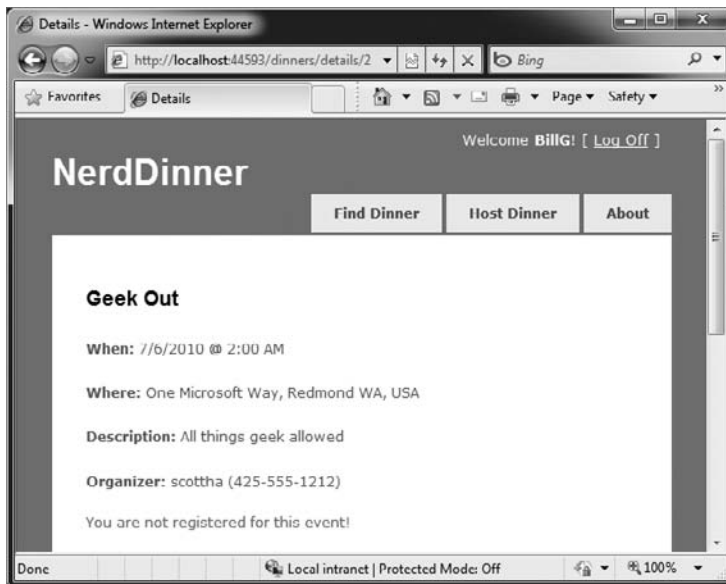 Details - Windows Internet Explorer
http://localhost:44593/dinners/details/2
Bing
Favorites
Details
Page
Safety
»
Welcome BillG! [ Log Off ]
NerdDinner
Find Dinner
Host Dinner
About
Geek Out
When: 7/6/2010 @ 2:00 AM
Where: One Microsoft Way, Redmond WA, USA
Description: All things geek allowed
Organizer: scottha (425-555-1212)
You are not registered for this event!
Done
Local intranet | Protected Mode: Off
100%